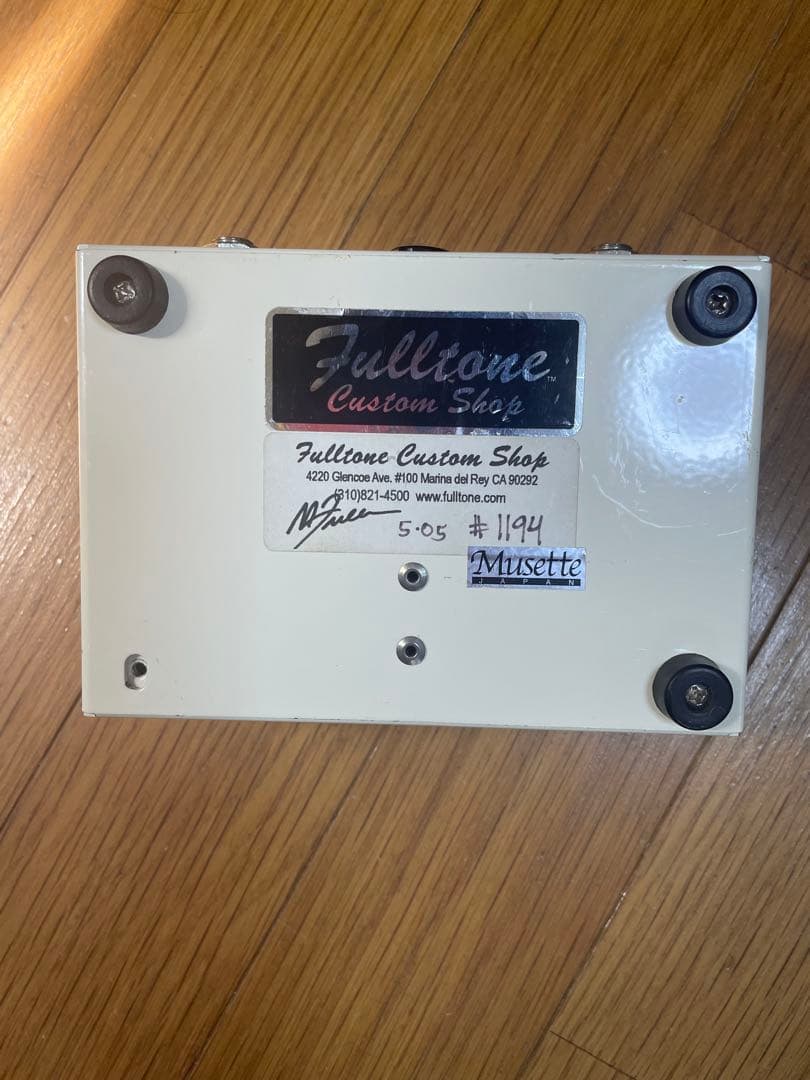 Fulltone™
Custom Shop
Fulltone Custom Shop
4220 Glencoe Ave. #100 Marina del Rey CA 90292
(310)821-4500 www.fulltone.com
M Fuller 5.05 #1194
Musette
JAPAN